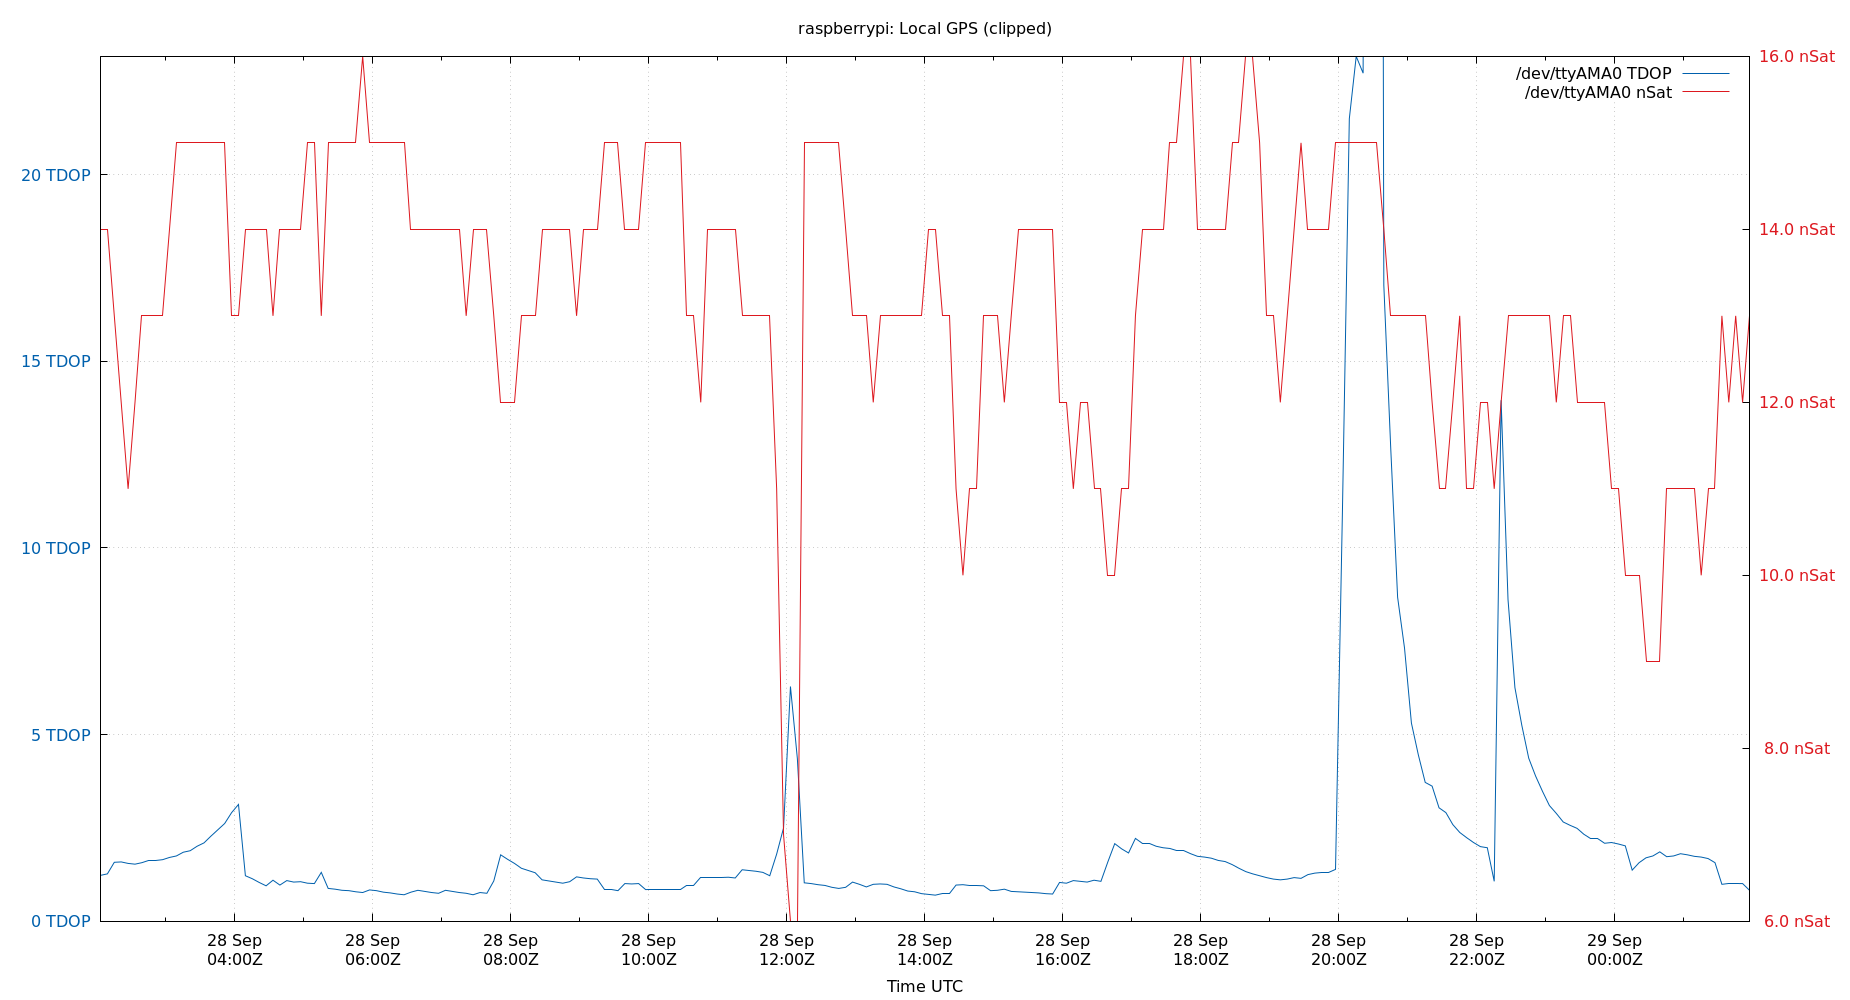 raspberrypi: Local GPS (clipped)
16.0 nSat
/dev/ttyAMA0 TDOP
/dev/ttyAMA0 nSat
20 TDOP
14.0 nSat
15 TDOP
12.0 nSat
10 TDOP
10.0 nSat
5 TDOP
8.0 nSat
0 TDOP
6.0 nSat
28 Sep 28 Sep 28 Sep 28 Sep 28 Sep 28 Sep 28 Sep 28 Sep 28 Sep 28 Sep 29 Sep
04:00Z 06:00Z 08:00Z 10:00Z 12:00Z 14:00Z 16:00Z 18:00Z 20:00Z 22:00Z 00:00Z
Time UTC